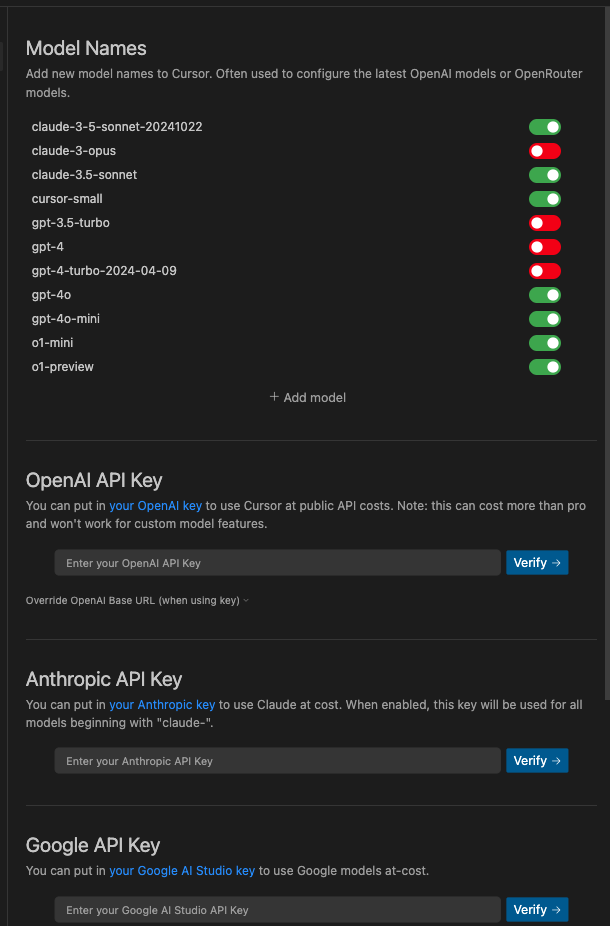 Model Names
Add new model names to Cursor. Often used to configure the latest OpenAI models or OpenRouter
models.
claude-3-5-sonnet-20241022
claude-3-opus
claude-3.5-sonnet
cursor-small
gpt-3.5-turbo
gpt-4
gpt-4-turbo-2024-04-09
gpt-4o
gpt-4o-mini
o1-mini
o1-preview
+ Add model
OpenAI API Key
You can put in your OpenAI key to use Cursor at public API costs. Note: this can cost more than pro
and won't work for custom model features.
Enter your OpenAI API Key
Verify →
Override OpenAI Base URL (when using key)
Anthropic API Key
You can put in your Anthropic key to use Claude at cost. When enabled, this key will be used for all
models beginning with "claude-".
Enter your Anthropic API Key
Verify →
Google API Key
You can put in your Google AI Studio key to use Google models at-cost.
Enter your Google AI Studio API Key
Verify →